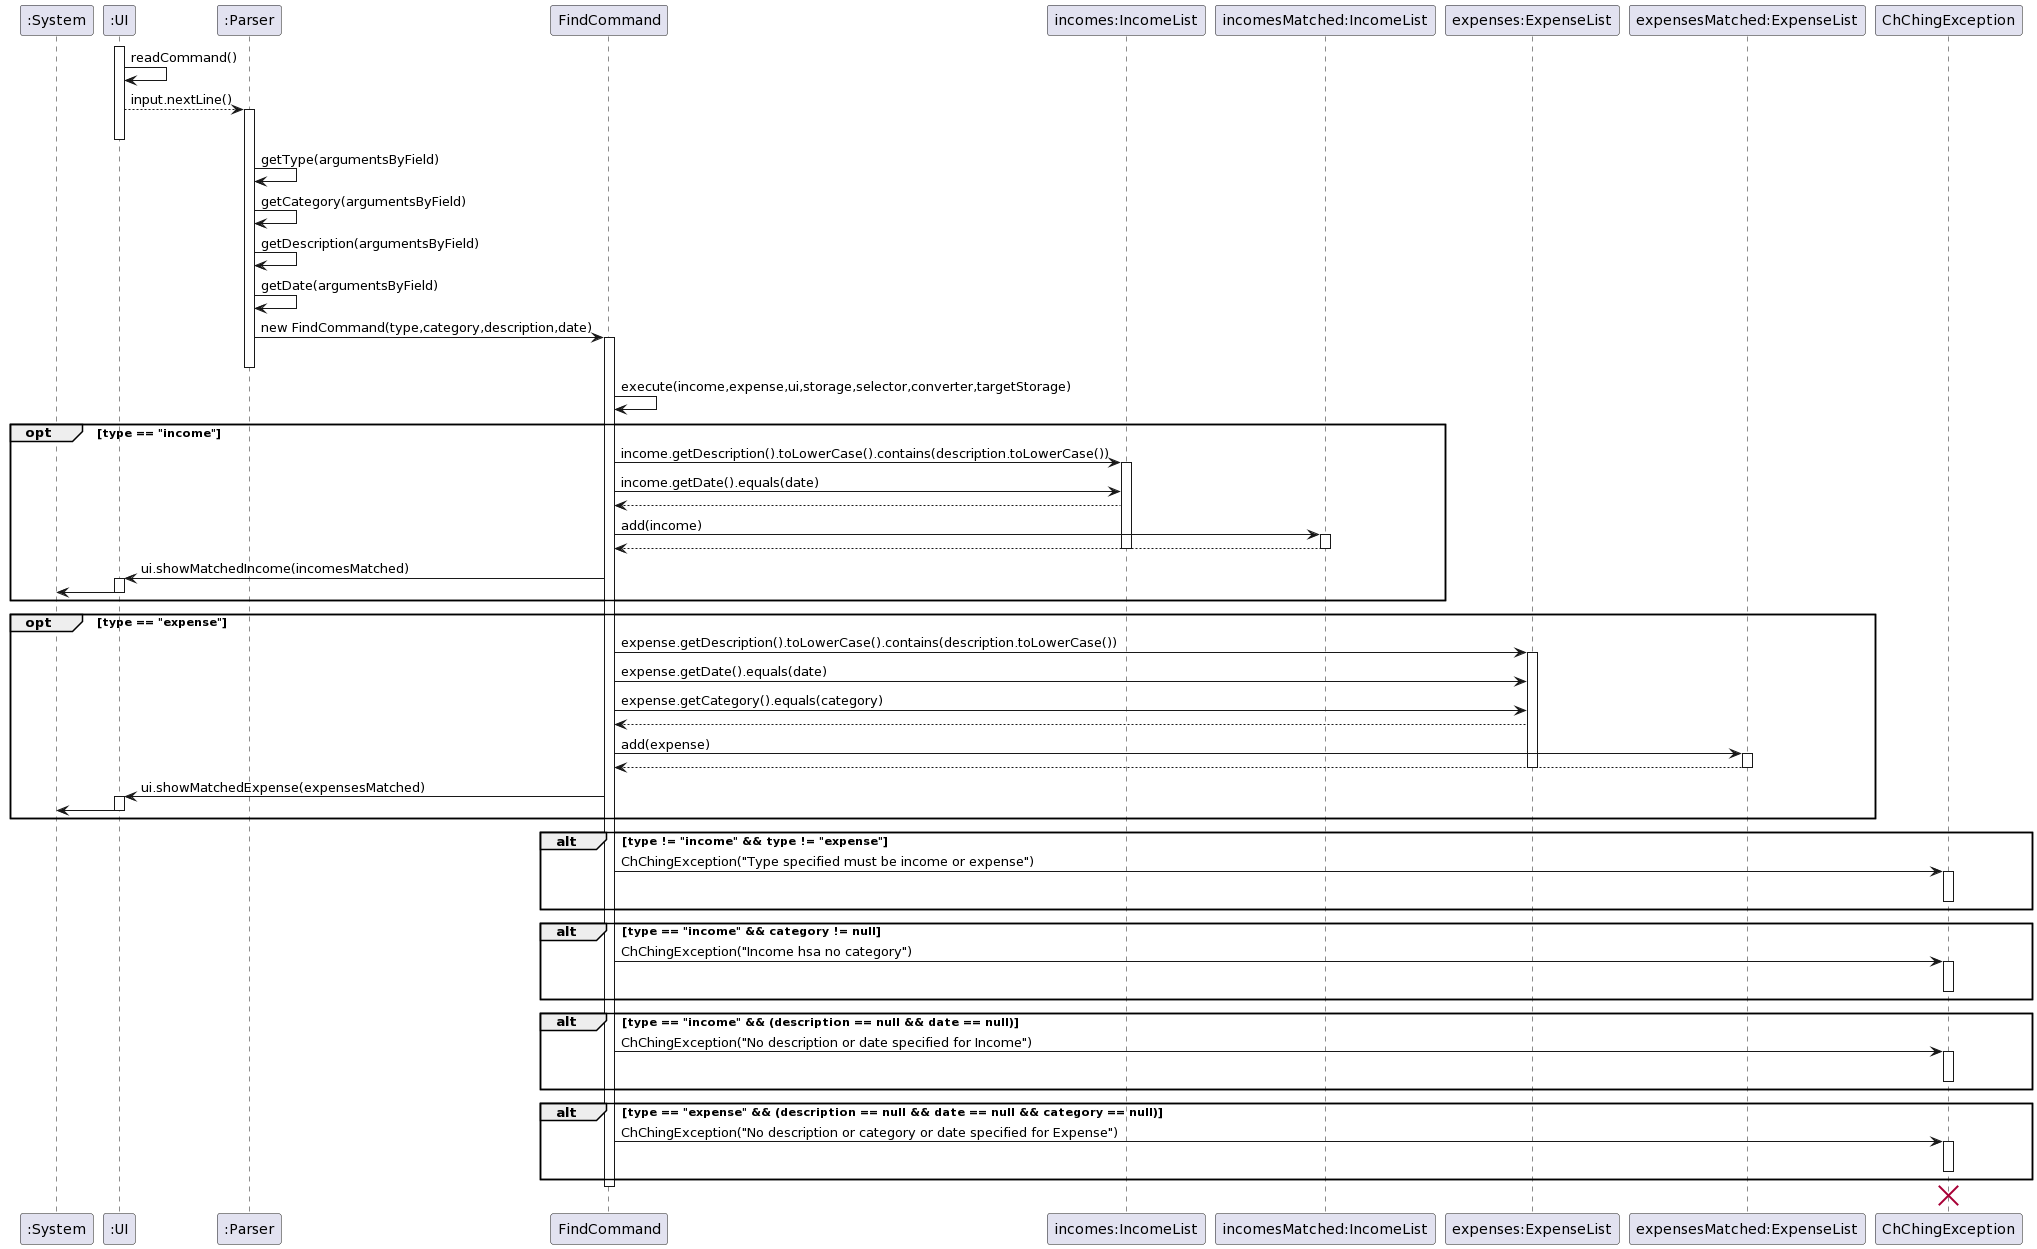 :System :UI :Parser FindCommand incomes:IncomeList incomesMatched:IncomeList expenses:ExpenseList expensesMatched:ExpenseList ChChingException
readCommand()
input.nextLine()
getType(argumentsByField)
getCategory(argumentsByField)
getDescription(argumentsByField)
getDate(argumentsByField)
new FindCommand(type,category,description,date)
execute(income,expense,ui,storage,selector,converter,targetStorage)
opt [type == "income"]
income.getDescription().toLowerCase().contains(description.toLowerCase())
income.getDate().equals(date)
add(income)
ui.showMatchedIncome(incomesMatched)
opt [type == "expense"]
expense.getDescription().toLowerCase().contains(description.toLowerCase())
expense.getDate().equals(date)
expense.getCategory().equals(category)
add(expense)
ui.showMatchedExpense(expensesMatched)
alt [type != "income" && type != "expense"]
ChChingException("Type specified must be income or expense")
alt [type == "income" && category != null]
ChChingException("Income hsa no category")
alt [type == "income" && (description == null && date == null)]
ChChingException("No description or date specified for Income")
alt [type == "expense" && (description == null && date == null && category == null)]
ChChingException("No description or category or date specified for Expense")
:System :UI :Parser FindCommand incomes:IncomeList incomesMatched:IncomeList expenses:ExpenseList expensesMatched:ExpenseList ChChingException